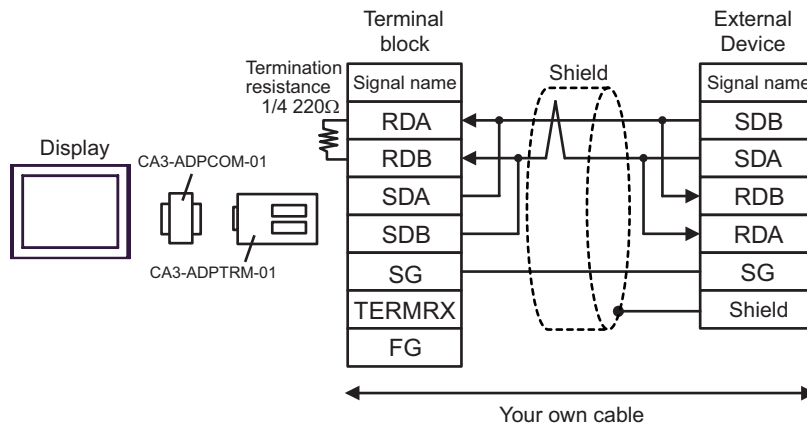 Terminal
block
External
Device
Termination
resistance
1/4 220Ω
Signal name
Shield
Signal name
RDA
SDB
Display
CA3-ADPCOM-01
RDB
SDA
SDA
RDB
SDB
RDA
CA3-ADPTRM-01
SG
SG
TERMRX
Shield
FG
Your own cable